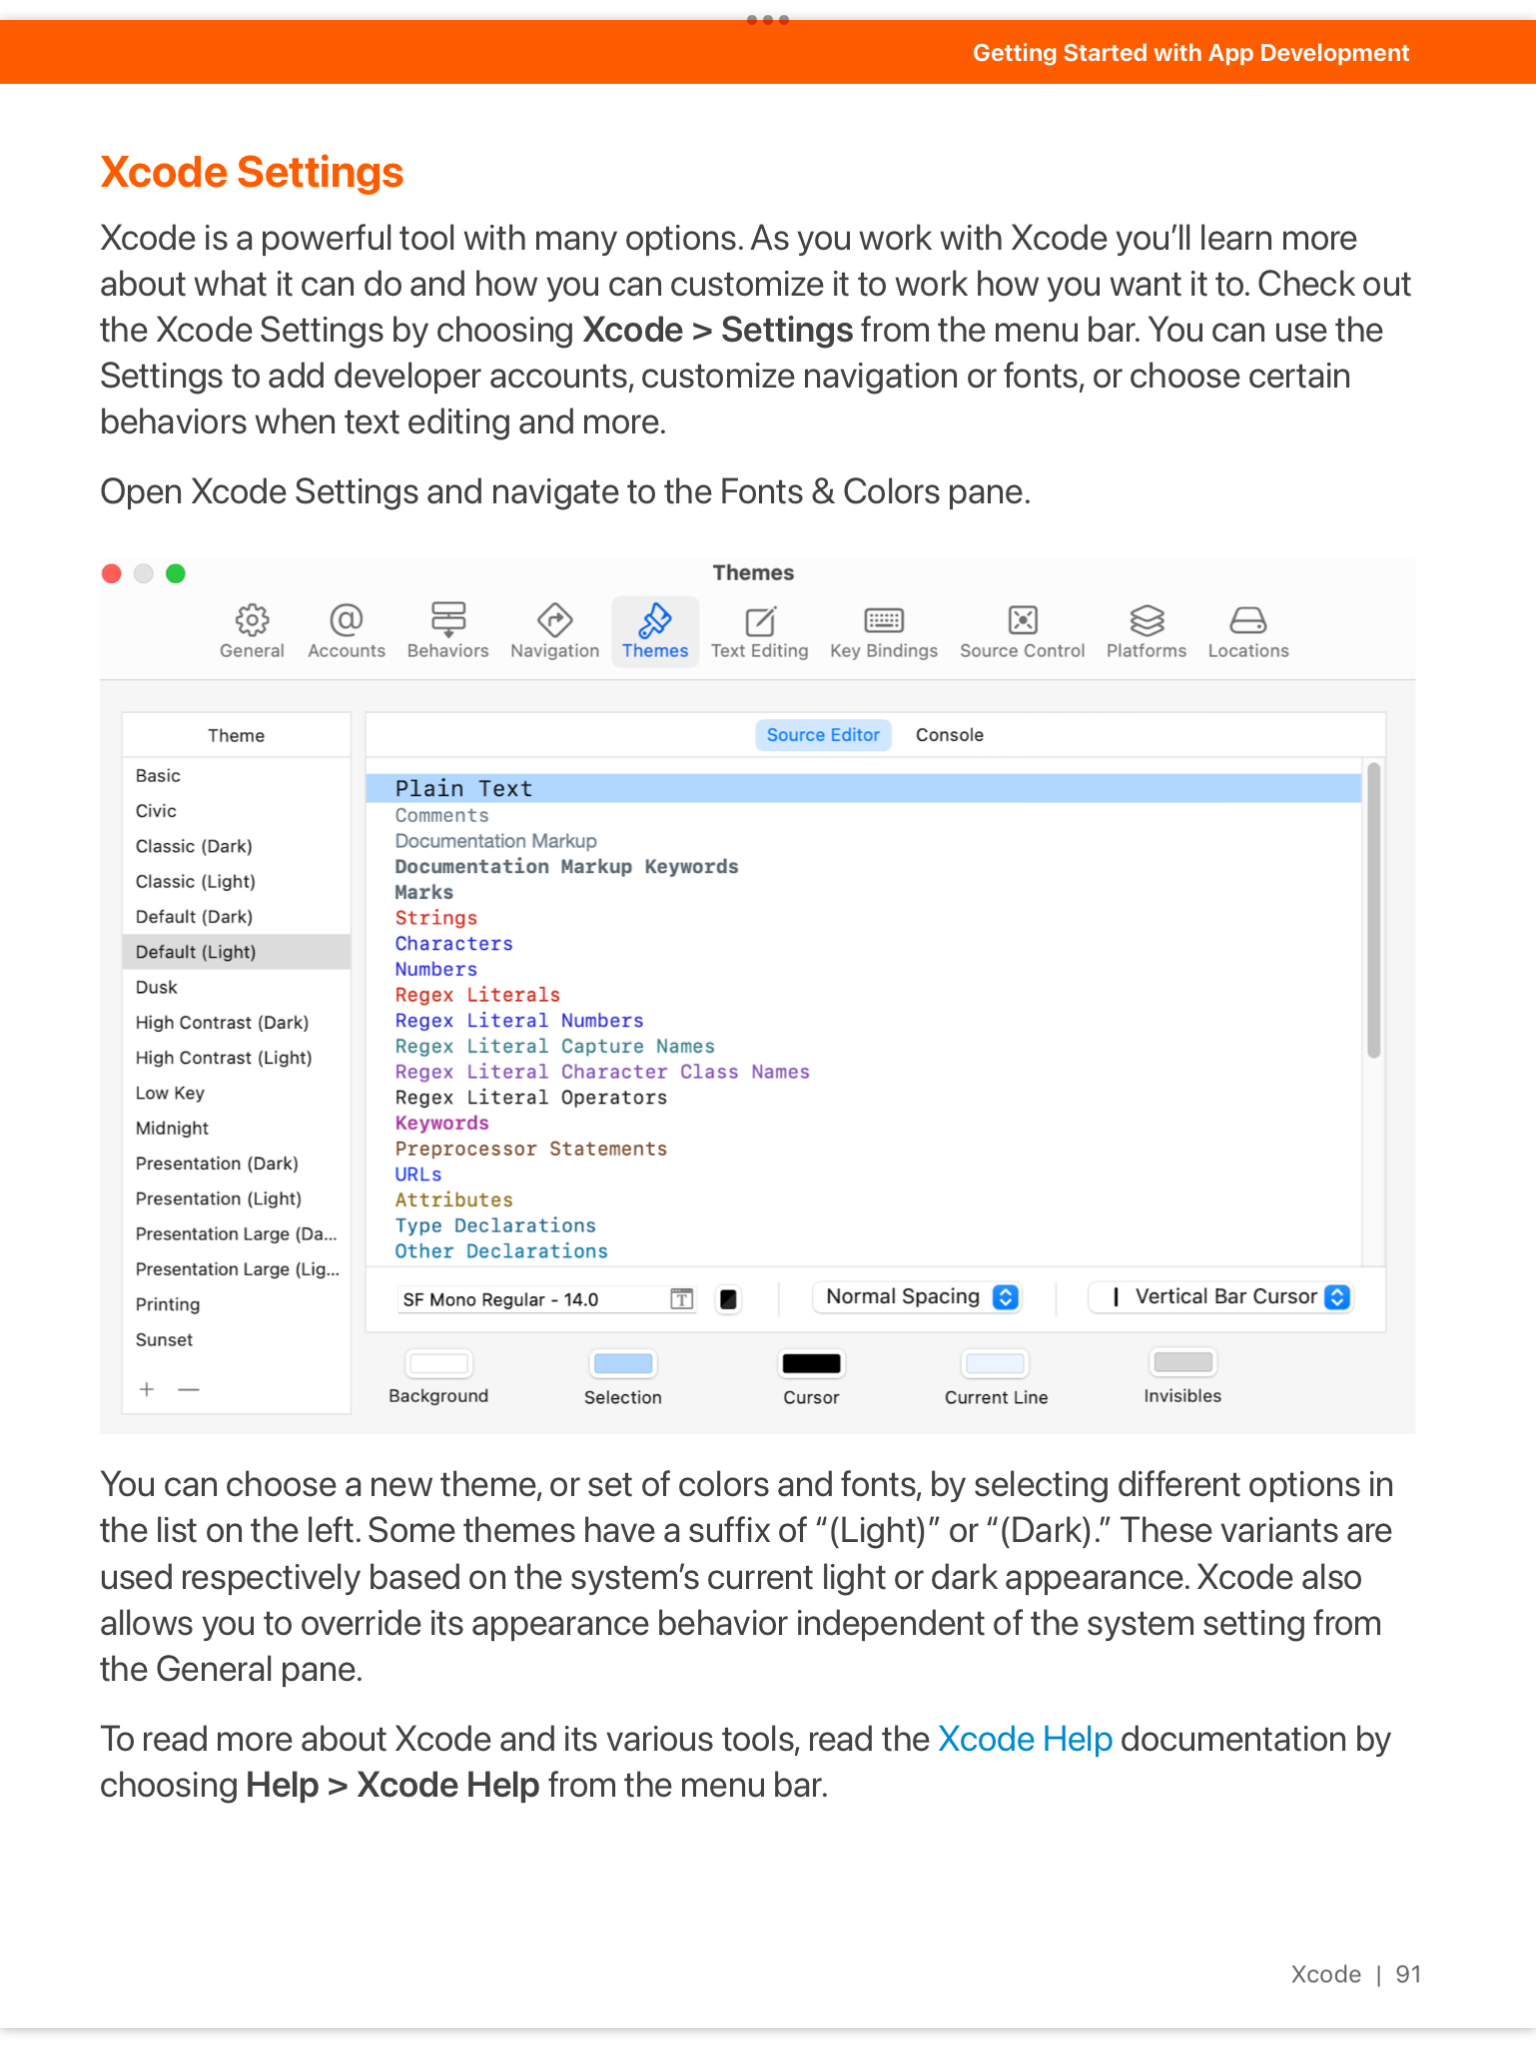 Getting Started with App Development
Xcode Settings
Xcode is a powerful tool with many options. As you work with Xcode you’ll learn more
about what it can do and how you can customize it to work how you want it to. Check out
the Xcode Settings by choosing Xcode > Settings from the menu bar. You can use the
Settings to add developer accounts, customize navigation or fonts, or choose certain
behaviors when text editing and more.
Open Xcode Settings and navigate to the Fonts & Colors pane.
Themes
General Accounts Behaviors Navigation Themes Text Editing Key Bindings Source Control Platforms Locations
Theme
Basic
Civic
Classic (Dark)
Classic (Light)
Default (Dark)
Default (Light)
Dusk
High Contrast (Dark)
High Contrast (Light)
Low Key
Midnight
Presentation (Dark)
Presentation (Light)
Presentation Large (Da...
Presentation Large (Lig...
Printing
Sunset
+ —
Source Editor Console
Plain Text
Comments
Documentation Markup
Documentation Markup Keywords
Marks
Strings
Characters
Numbers
Regex Literals
Regex Literal Numbers
Regex Literal Capture Names
Regex Literal Character Class Names
Regex Literal Operators
Keywords
Preprocessor Statements
URLs
Attributes
Type Declarations
Other Declarations
SF Mono Regular - 14.0 T Normal Spacing Vertical Bar Cursor
Background Selection Cursor Current Line Invisibles
You can choose a new theme, or set of colors and fonts, by selecting different options in
the list on the left. Some themes have a suffix of “(Light)” or “(Dark).” These variants are
used respectively based on the system’s current light or dark appearance. Xcode also
allows you to override its appearance behavior independent of the system setting from
the General pane.
To read more about Xcode and its various tools, read the Xcode Help documentation by
choosing Help > Xcode Help from the menu bar.
Xcode | 91